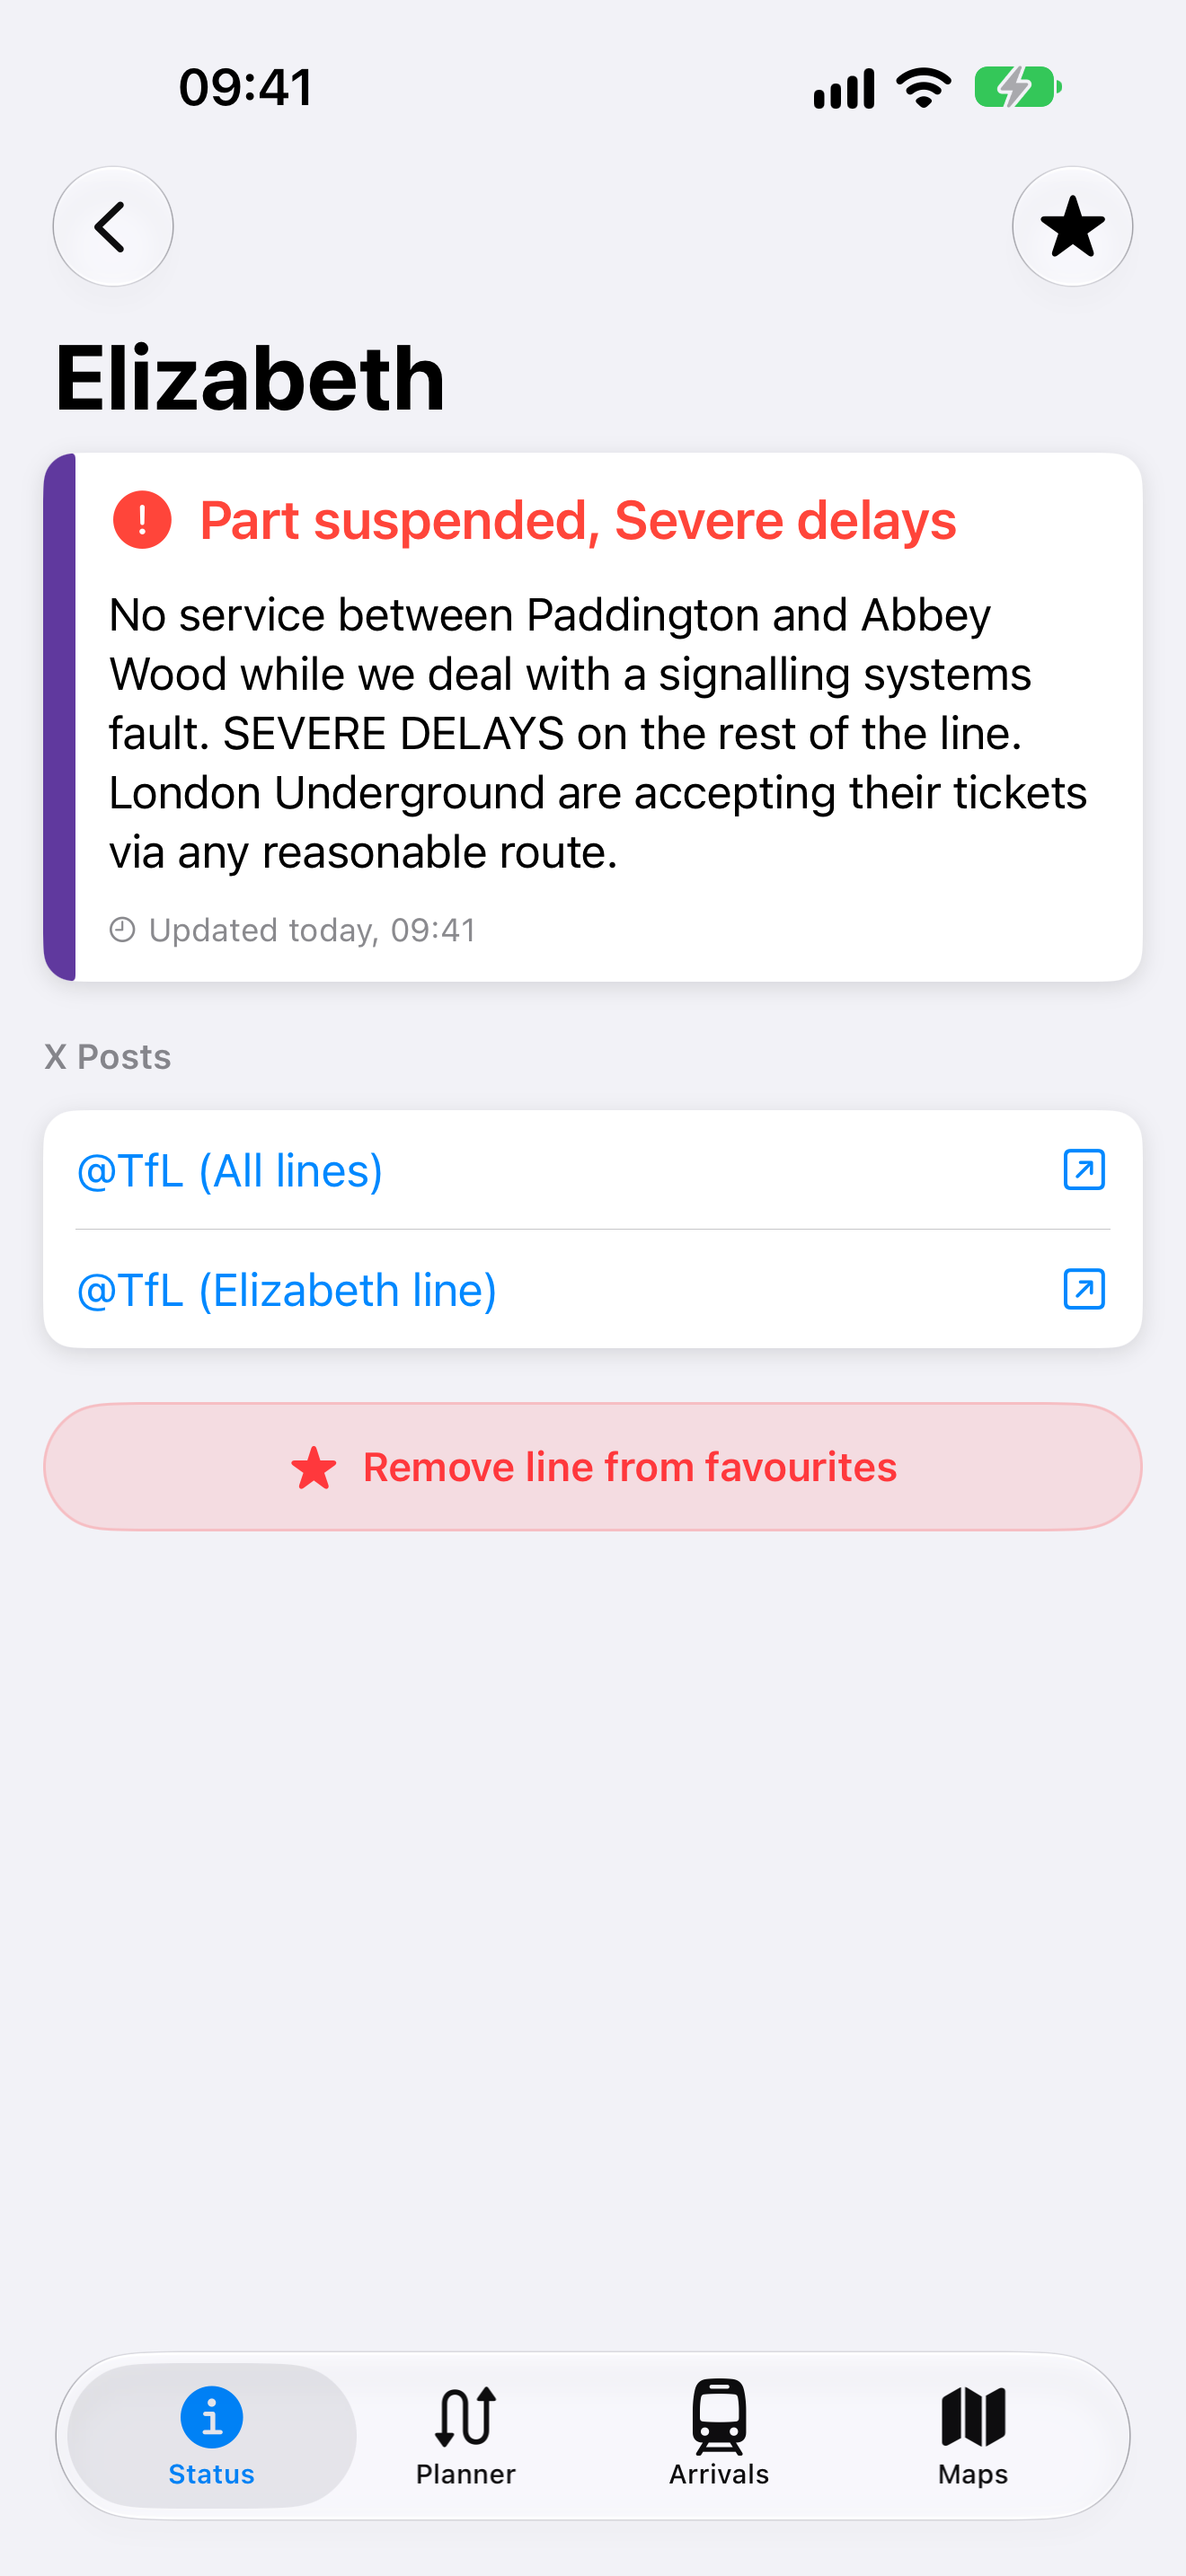 09:41
Elizabeth
Part suspended, Severe delays
No service between Paddington and Abbey
Wood while we deal with a signalling systems
fault. SEVERE DELAYS on the rest of the line.
London Underground are accepting their tickets
via any reasonable route.
Updated today, 09:41
X Posts
@TfL (All lines)
@TfL (Elizabeth line)
Remove line from favourites
Status
Planner
Arrivals
Maps